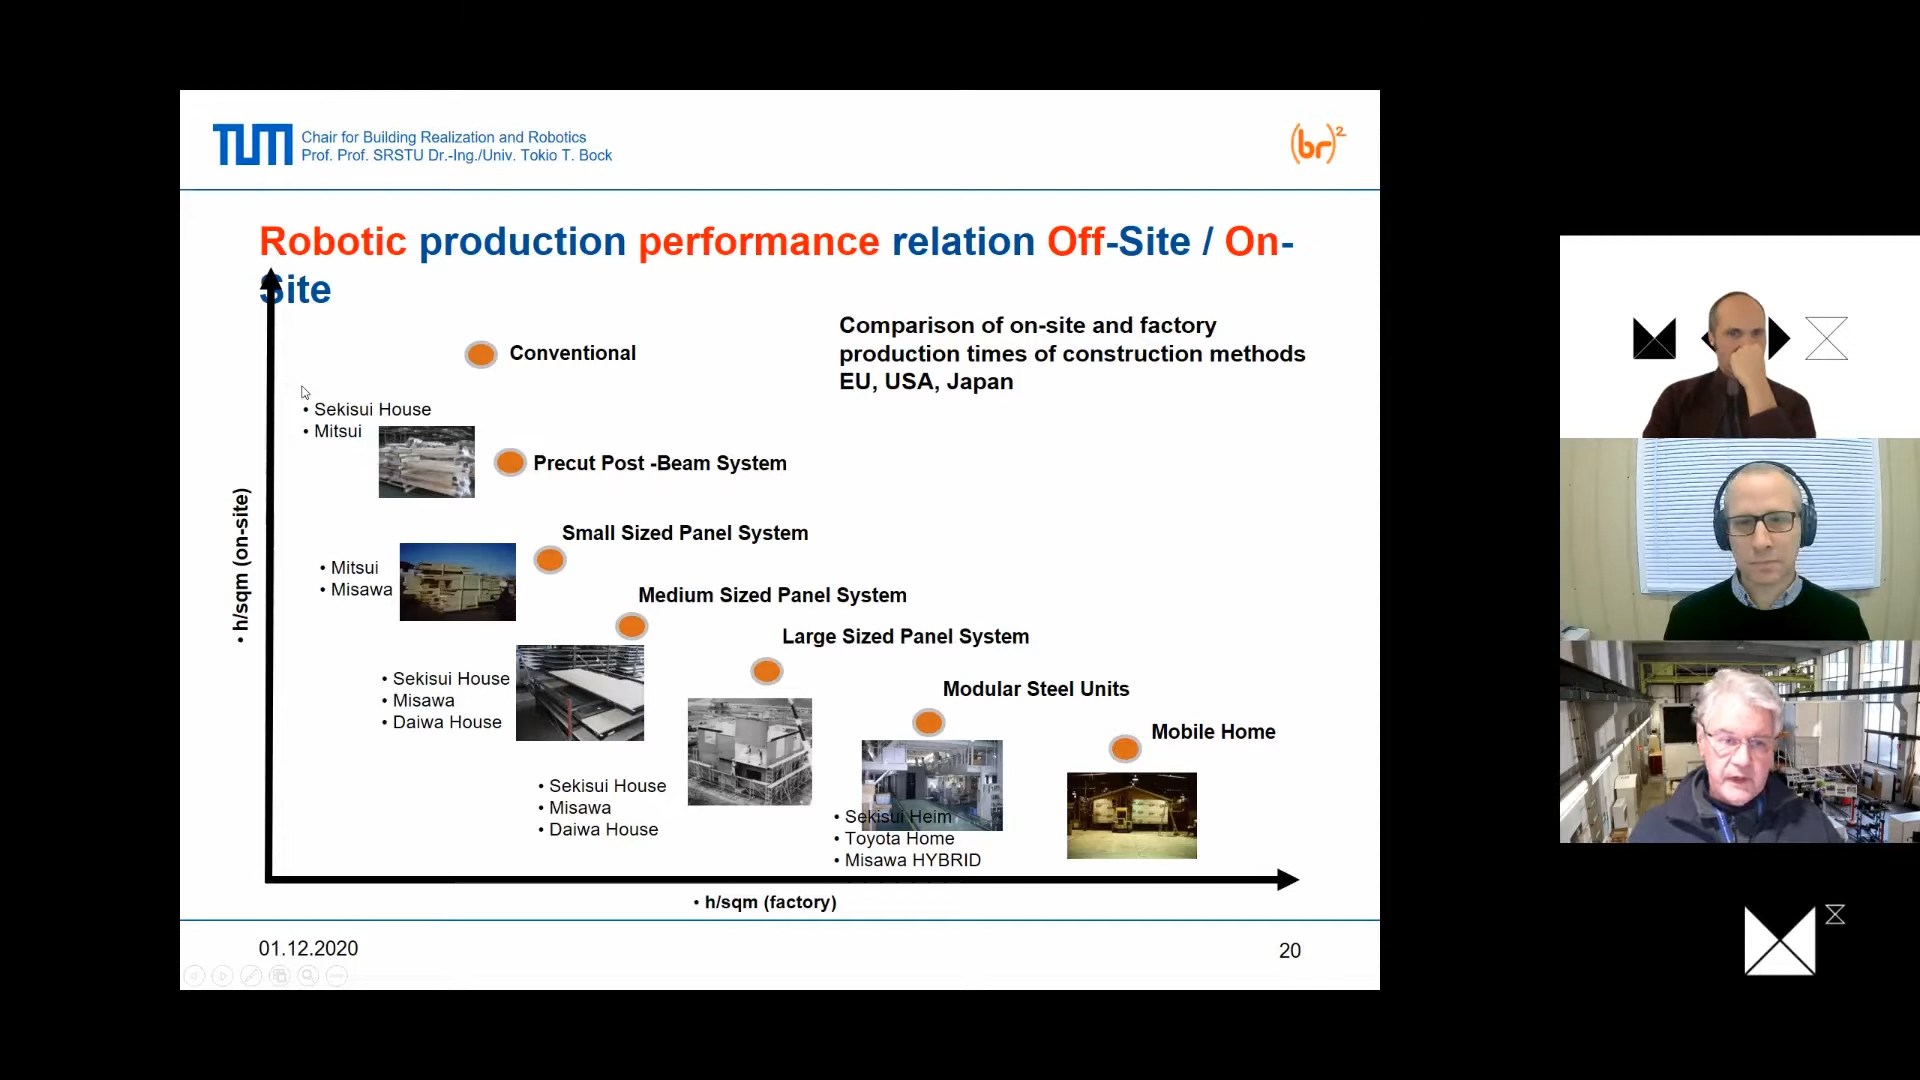 TUM
Chair for Building Realization and Robotics
Prof. Prof. SRSTU Dr.-Ing./Univ. Tokio T. Bock
(br)²
Robotic production performance relation Off-Site / On-
Site
Comparison of on-site and factory
production times of construction methods
EU, USA, Japan
Conventional
• Sekisui House
• Mitsui
Precut Post -Beam System
Small Sized Panel System
• Mitsui
• Misawa
Medium Sized Panel System
Large Sized Panel System
• Sekisui House
• Misawa
• Daiwa House
Modular Steel Units
Mobile Home
• Sekisui House
• Misawa
• Daiwa House
• Sekisui Heim
• Toyota Home
• Misawa HYBRID
• h/sqm (on-site)
• h/sqm (factory)
01.12.2020
20